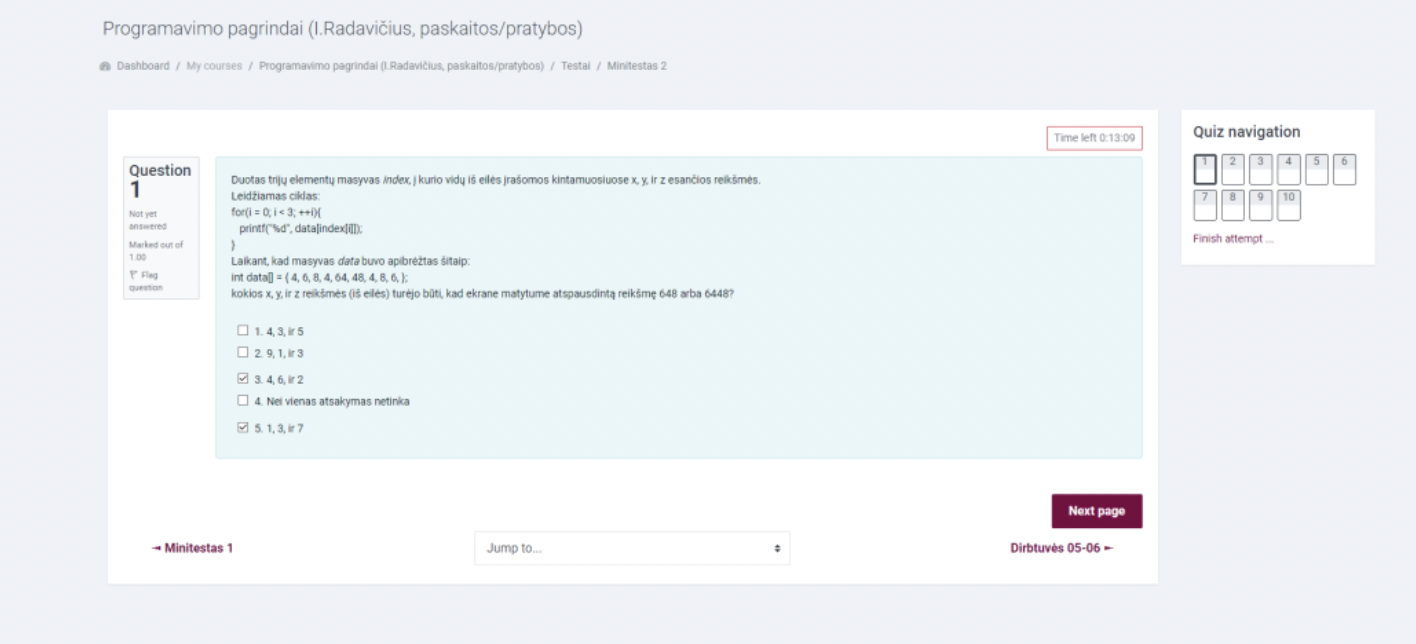 Programavimo pagrindai (I.Radavičius, paskaitos/pratybos)
Dashboard / My courses / Programavimo pagrindai (I.Radavičius, paskaitos/pratybos) / Testai / Minitestas 2
Time left 0:13:09
Question
1
Not yet
answered
Marked out of
1.00
Flag
question
Duotas trijų elementų masyvas index, į kurio vidų iš eilės įrašomos kintamuosiuose x, y, ir z esančios reikšmės.
Leidžiamas ciklas:
for(i = 0; i < 3; ++i){
printf("%d", data[index[i]]);
}
Laikant, kad masyvas data buvo apibrėžtas šitaip:
int data[] = { 4, 6, 8, 4, 64, 48, 4, 8, 6, };
kokios x, y, ir z reikšmės (iš eilės) turėjo būti, kad ekrane matytume atspausdintą reikšmę 648 arba 6448?
1. 4, 3, ir 5
2. 9, 1, ir 3
3. 4, 6, ir 2
4. Nei vienas atsakymas netinka
5. 1, 3, ir 7
Next page
Minitestas 1
Jump to...
Dirbtuvės 05-06
Quiz navigation
1 2 3 4 5 6
7 8 9 10
Finish attempt ...